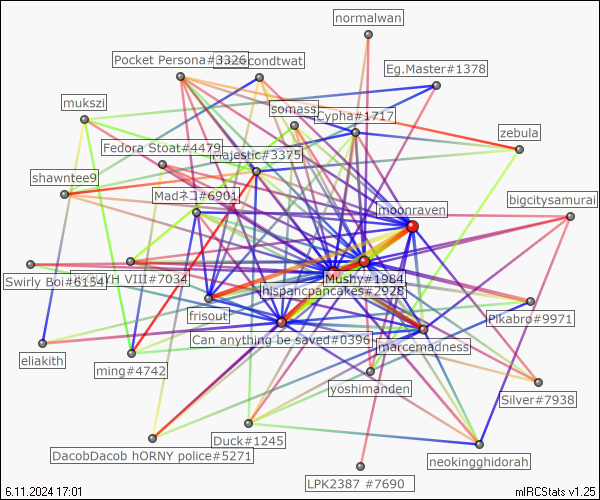 normalwan
Pocket Persona#3326
secondtwat
Eg.Master#1378
mukszi
somass
Cypha#1717
zebula
Fedora Stoat#4479
Majestic#3375
shawntee9
Madネコ#6901
bigcitysamurai
moonraven
Swirly Boi#6154
YH VIII#7034
Mushy#1984
hispancpancakes#2928
frisout
Pikabro#9971
Can anything be saved#0396
marcemadness
eliakith
ming#4742
yoshimanden
Silver#7938
Duck#1245
DacobDacob hORNY police#5271
neokingghidorah
LPK2387 #7690
6.11.2024 17:01
mIRCStats v1.25